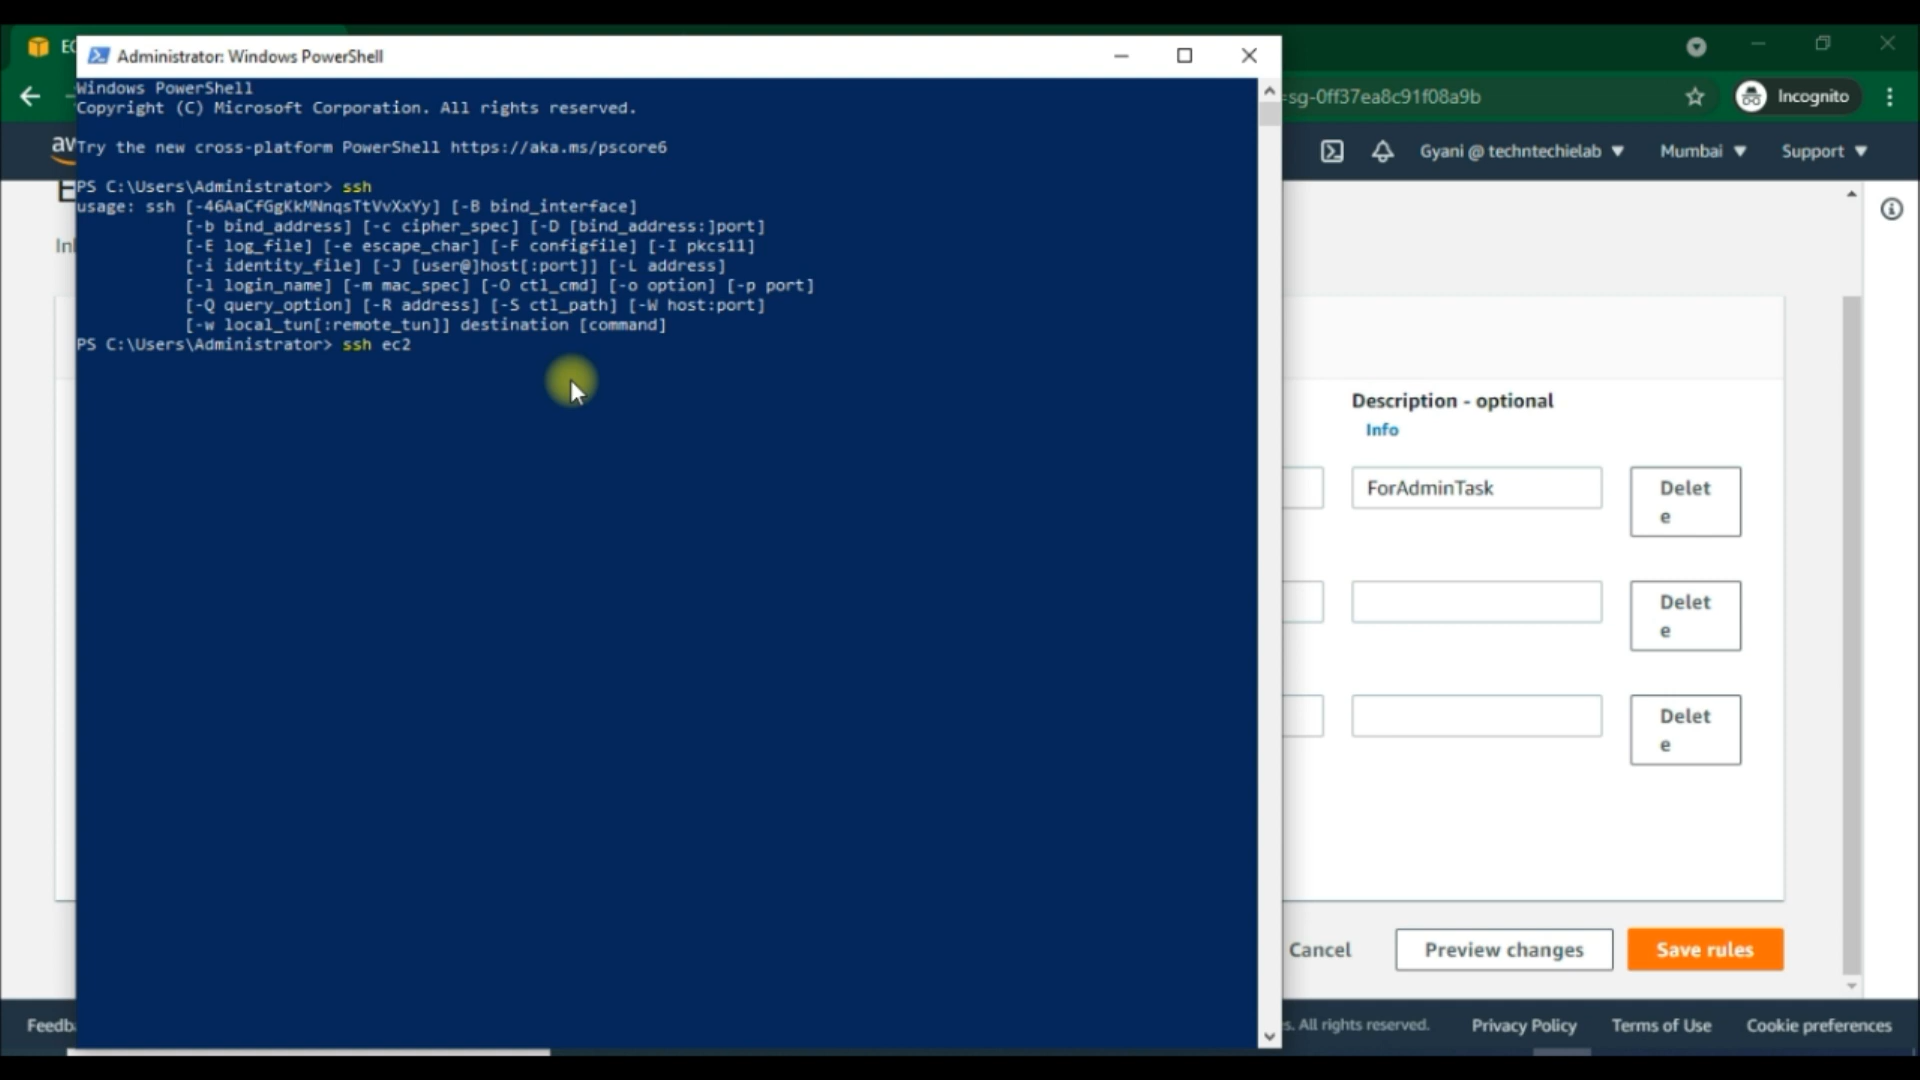 EC
Administrator: Windows PowerShell
=sg-0ff37ea8c91f08a9b
Incognito
aw
Gyani @ techntechielab
Mumbai
Support
Windows PowerShell
Copyright (C) Microsoft Corporation. All rights reserved.
Try the new cross-platform PowerShell https://aka.ms/pscore6
PS C:\Users\Administrator> ssh
usage: ssh [-46AaCfGgKkMNnqsTtVvXxYy] [-B bind_interface]
[-b bind_address] [-c cipher_spec] [-D [bind_address:]port]
[-E log_file] [-e escape_char] [-F configfile] [-I pkcs11]
[-i identity_file] [-J [user@]host[:port]] [-L address]
[-l login_name] [-m mac_spec] [-O ctl_cmd] [-o option] [-p port]
[-Q query_option] [-R address] [-S ctl_path] [-W host:port]
[-w local_tun[:remote_tun]] destination [command]
PS C:\Users\Administrator> ssh ec2
Description - optional
Info
ForAdminTask
Delet
e
Delet
e
Delet
e
Cancel
Preview changes
Save rules
Feedb
s. All rights reserved.
Privacy Policy
Terms of Use
Cookie preferences